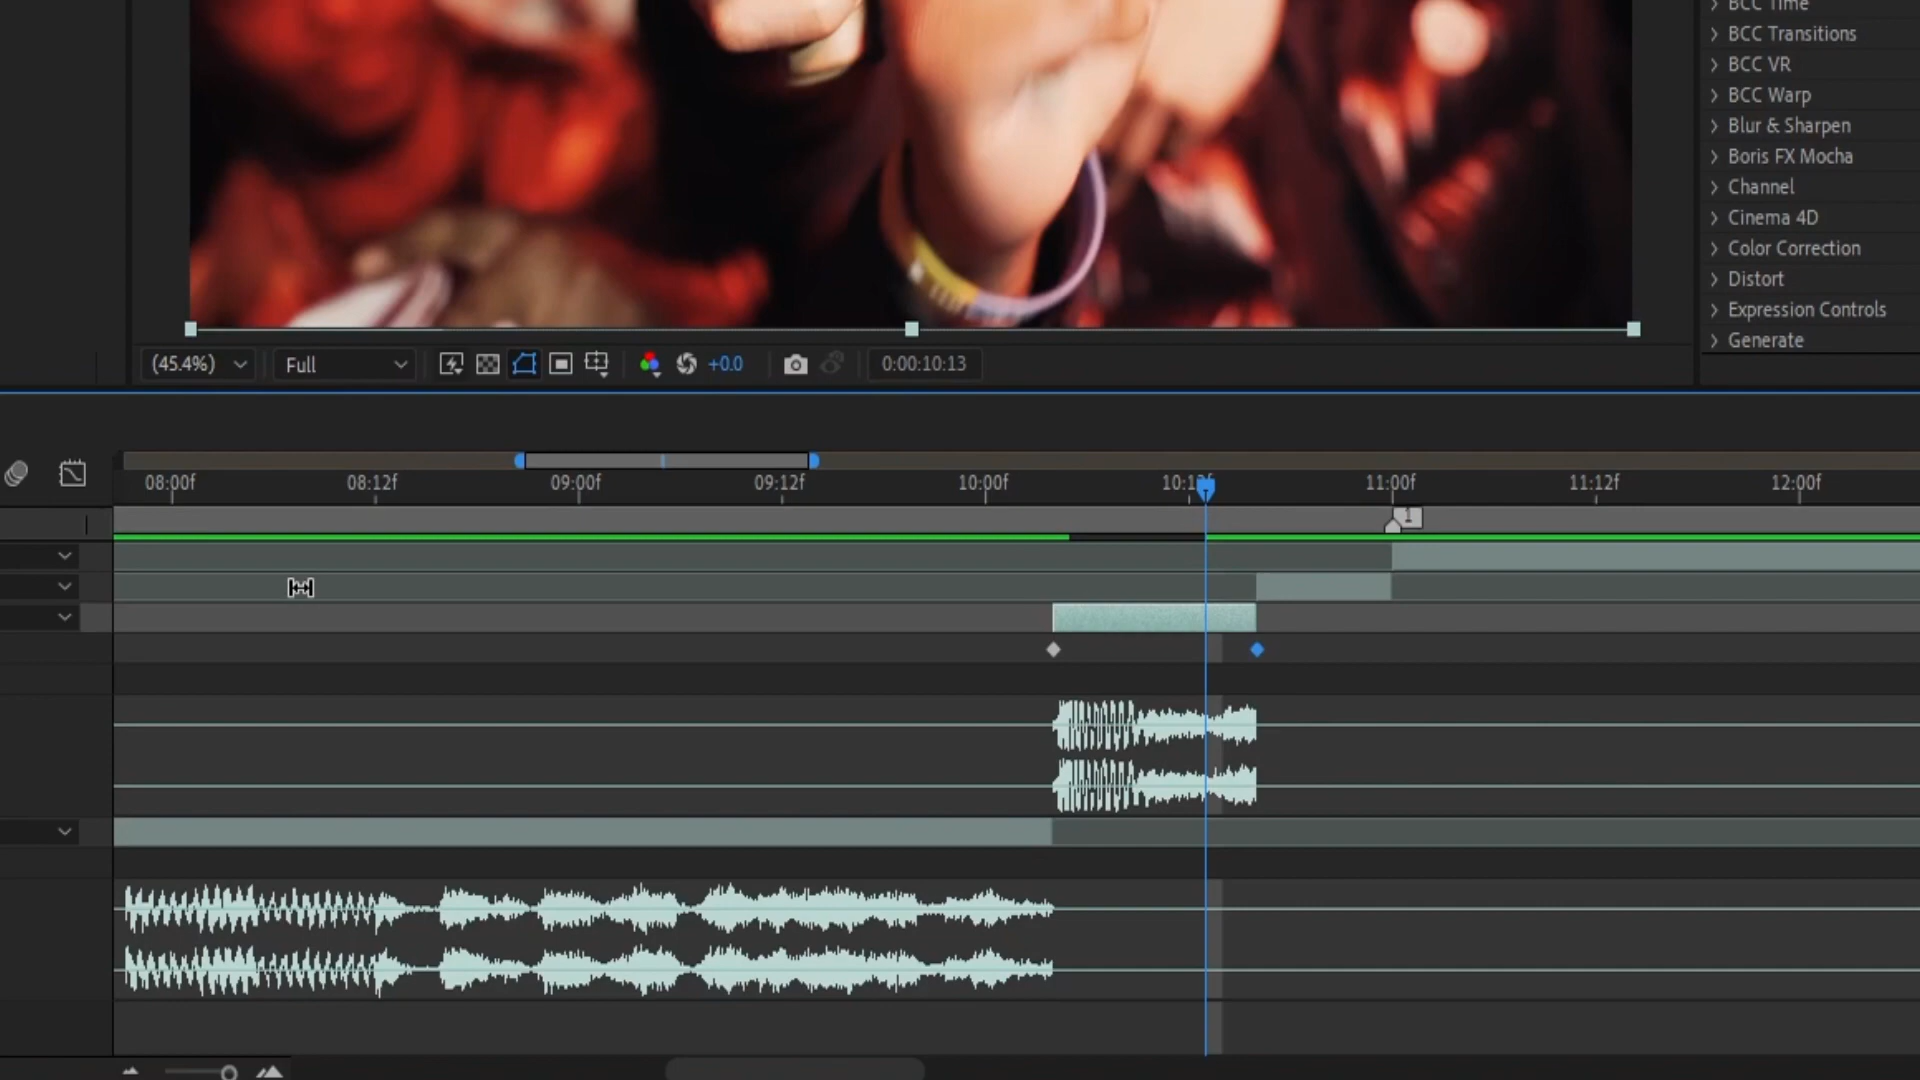 BCC Time
BCC Transitions
BCC VR
BCC Warp
Blur & Sharpen
Boris FX Mocha
Channel
Cinema 4D
Color Correction
Distort
Expression Controls
Generate
(45.4%)
Full
+0.0
0:00:10:13
08:00f
08:12f
09:00f
09:12f
10:00f
11:00f
11:12f
12:00f
1